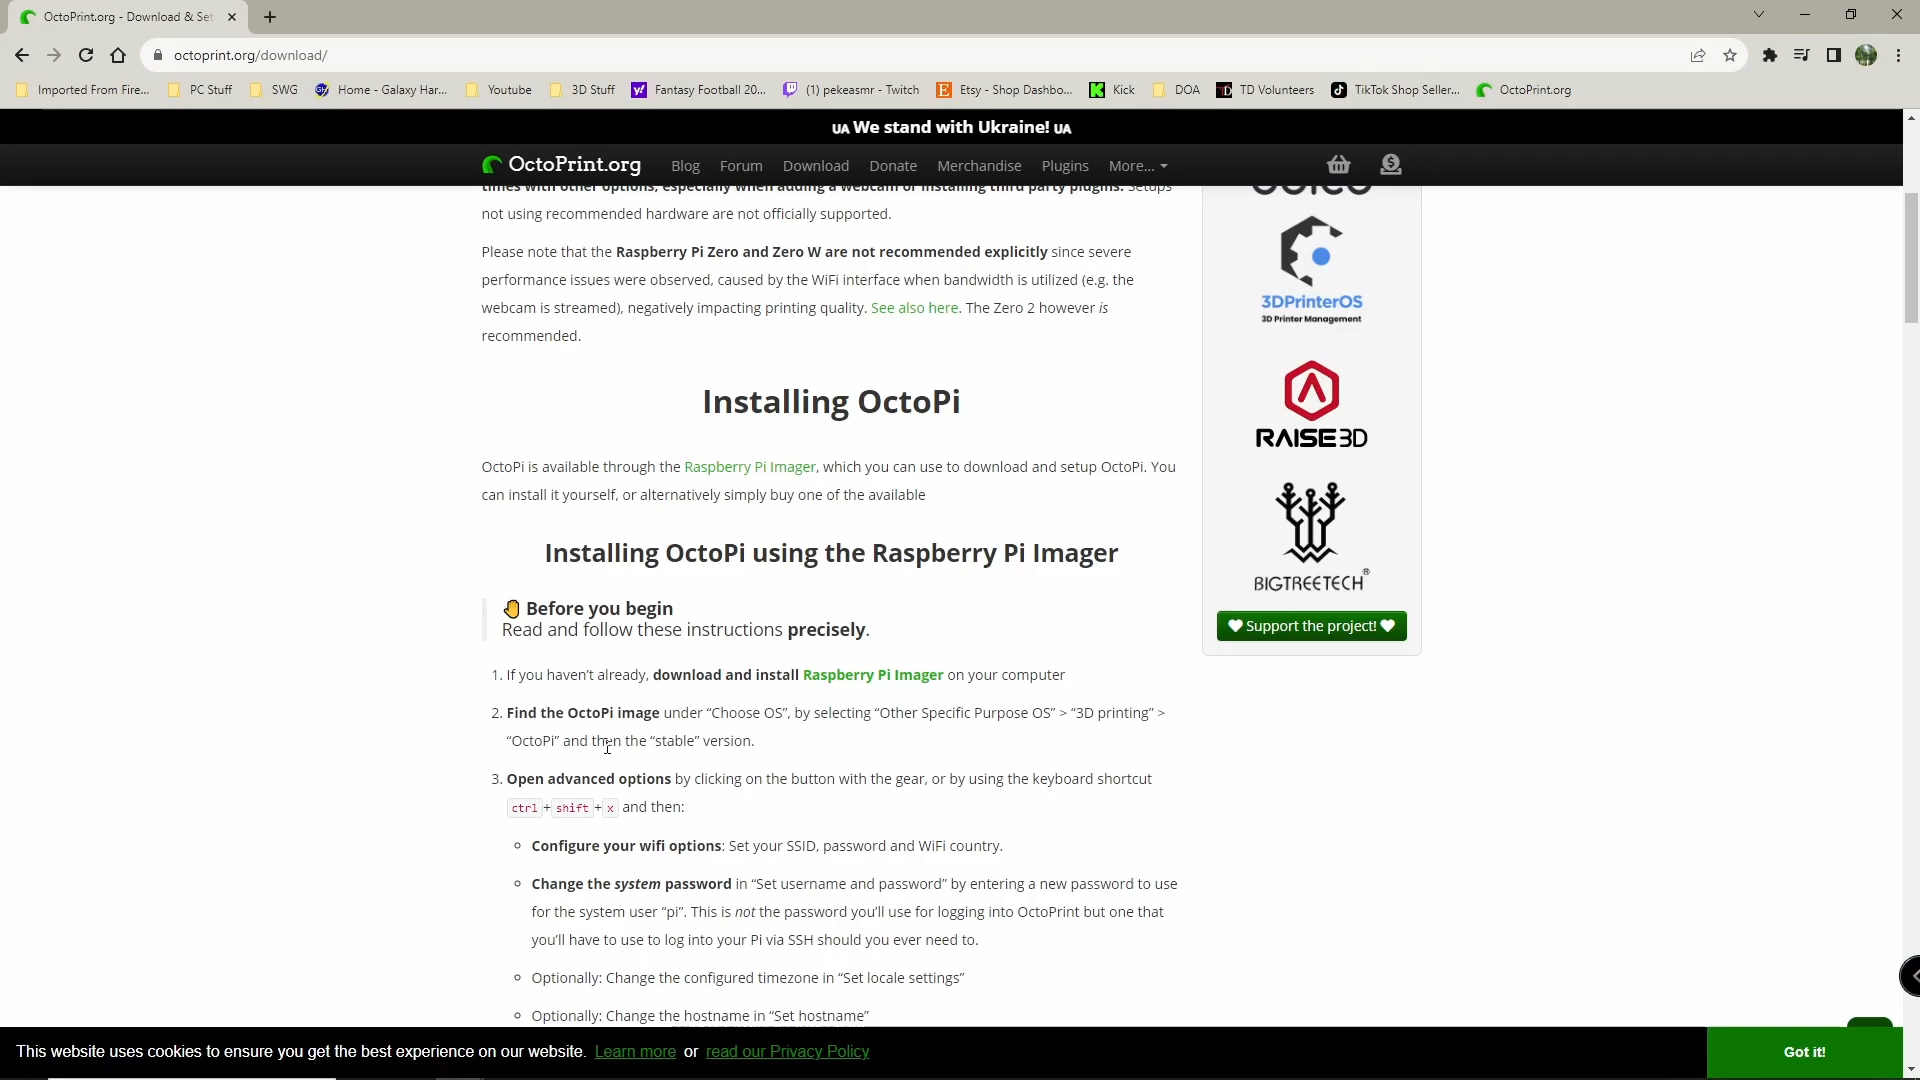 OctoPrint.org - Download & Set
octoprint.org/download/
Imported From Fire...
PC Stuff
SWG
Home - Galaxy Har...
Youtube
3D Stuff
Fantasy Football 20...
(1) pekeasmr - Twitch
Etsy - Shop Dashbo...
Kick
DOA
TD Volunteers
TikTok Shop Seller...
OctoPrint.org
UA We stand with Ukraine! UA
OctoPrint.org Blog Forum Download Donate Merchandise Plugins More...
times with other options, especially when adding a webcam or installing third party plugins. Setups
not using recommended hardware are not officially supported.
Please note that the Raspberry Pi Zero and Zero W are not recommended explicitly since severe
performance issues were observed, caused by the WiFi interface when bandwidth is utilized (e.g. the
webcam is streamed), negatively impacting printing quality. See also here. The Zero 2 however is
recommended.
Installing OctoPi
OctoPi is available through the Raspberry Pi Imager, which you can use to download and setup OctoPi. You
can install it yourself, or alternatively simply buy one of the available
Installing OctoPi using the Raspberry Pi Imager
Before you begin
Read and follow these instructions precisely.
1. If you haven't already, download and install Raspberry Pi Imager on your computer
2. Find the OctoPi image under “Choose OS”, by selecting “Other Specific Purpose OS” > “3D printing” >
“OctoPi” and then the “stable” version.
3. Open advanced options by clicking on the button with the gear, or by using the keyboard shortcut
ctrl + shift + x and then:
Configure your wifi options: Set your SSID, password and WiFi country.
Change the system password in “Set username and password” by entering a new password to use
for the system user “pi”. This is not the password you’ll use for logging into OctoPrint but one that
you’ll have to use to log into your Pi via SSH should you ever need to.
Optionally: Change the configured timezone in “Set locale settings”
Optionally: Change the hostname in “Set hostname”
3DPrinterOS
3D Printer Management
RAISE3D
BIGTREETECH®
Support the project!
This website uses cookies to ensure you get the best experience on our website. Learn more or read our Privacy Policy
Got it!